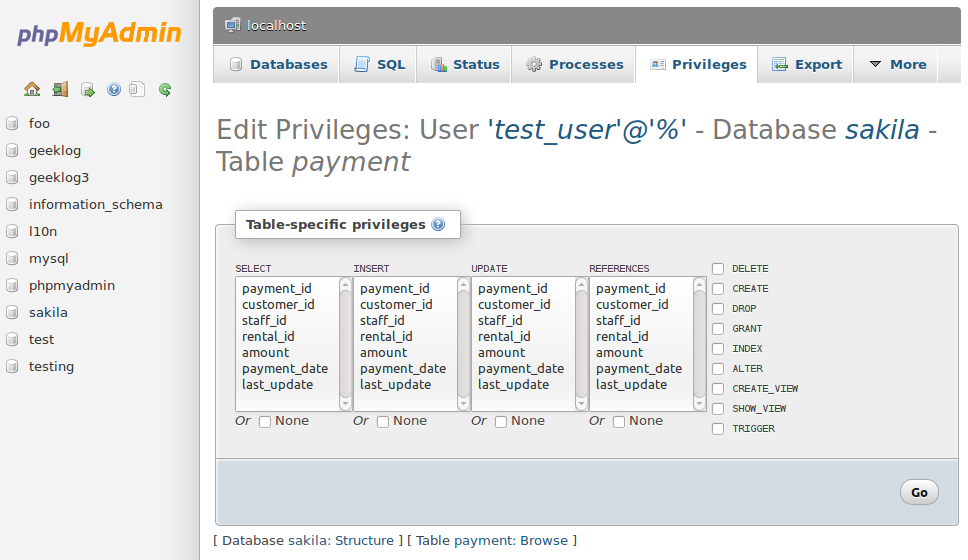 phpMyAdmin
foo
geeklog
geeklog3
information_schema
l10n
mysql
phpmyadmin
sakila
test
testing
localhost
Databases SQL Status Processes Privileges Export More
Edit Privileges: User 'test_user'@'%' - Database sakila -
Table payment
Table-specific privileges
SELECT INSERT UPDATE REFERENCES
payment_id payment_id payment_id payment_id
customer_id customer_id customer_id customer_id
staff_id staff_id staff_id staff_id
rental_id rental_id rental_id rental_id
amount amount amount amount
payment_date payment_date payment_date payment_date
last_update last_update last_update last_update
Or None Or None Or None Or None
DELETE
CREATE
DROP
GRANT
INDEX
ALTER
CREATE_VIEW
SHOW_VIEW
TRIGGER
Go
[ Database sakila: Structure ] [ Table payment: Browse ]